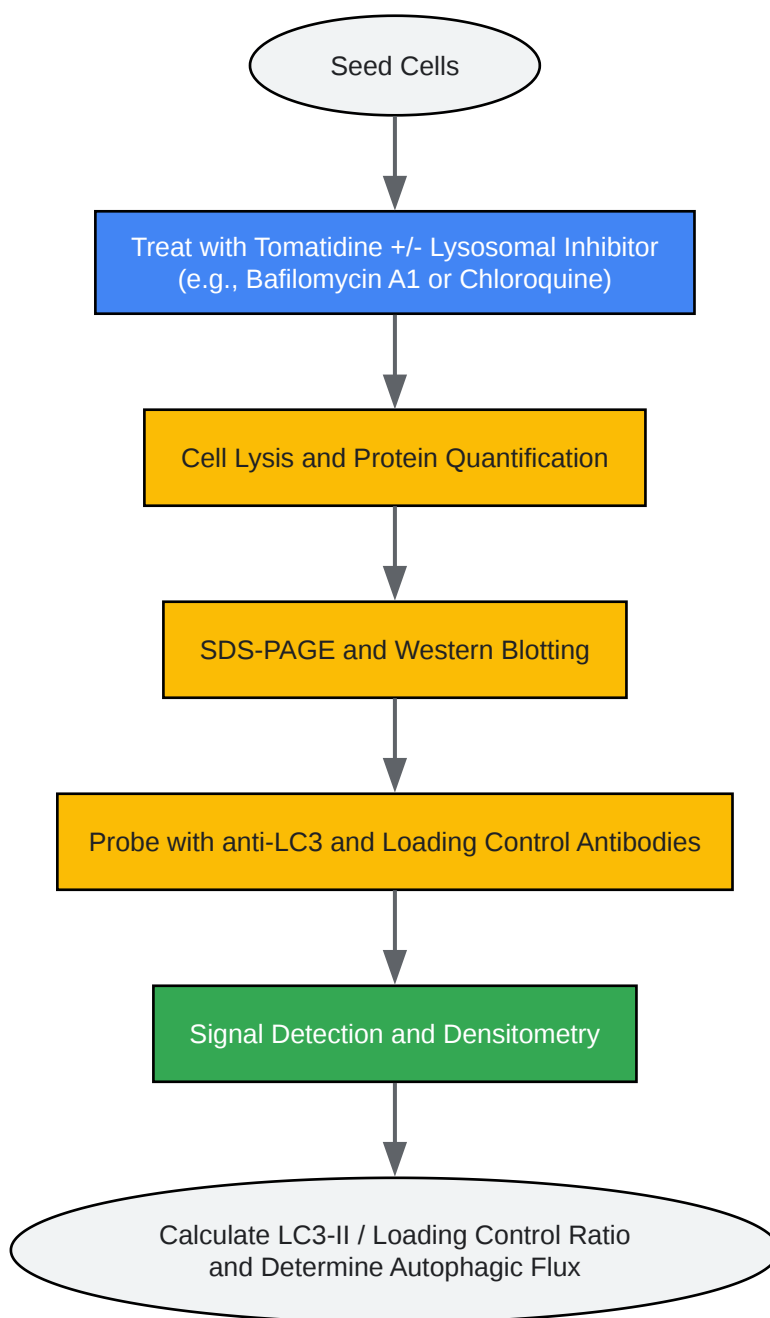 Seed Cells
Treat with Tomatidine +/- Lysosomal Inhibitor
(e.g., Bafilomycin A1 or Chloroquine)
Cell Lysis and Protein Quantification
SDS-PAGE and Western Blotting
Probe with anti-LC3 and Loading Control Antibodies
Signal Detection and Densitometry
Calculate LC3-II / Loading Control Ratio
and Determine Autophagic Flux